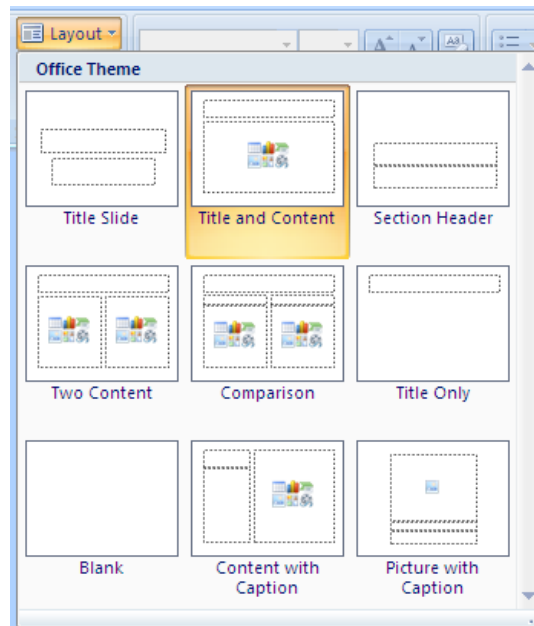 Layout
A A Aa
Office Theme
Title Slide
Title and Content
Section Header
Two Content
Comparison
Title Only
Blank
Content with
Caption
Picture with
Caption